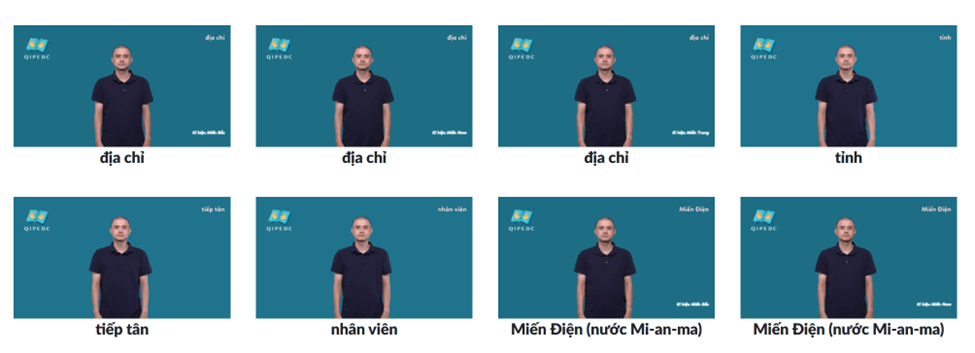 QIPEDC
địa chỉ
Kí hiệu Miền Bắc
QIPEDC
địa chỉ
Kí hiệu Miền Nam
QIPEDC
địa chỉ
Kí hiệu Miền Trung
QIPEDC
tỉnh
địa chỉ
địa chỉ
địa chỉ
tỉnh
QIPEDC
tiếp tân
QIPEDC
nhân viên
QIPEDC
Miến Điện
Kí hiệu Miền Bắc
QIPEDC
Miến Điện
Kí hiệu Miền Nam
tiếp tân
nhân viên
Miến Điện (nước Mi-an-ma)
Miến Điện (nước Mi-an-ma)